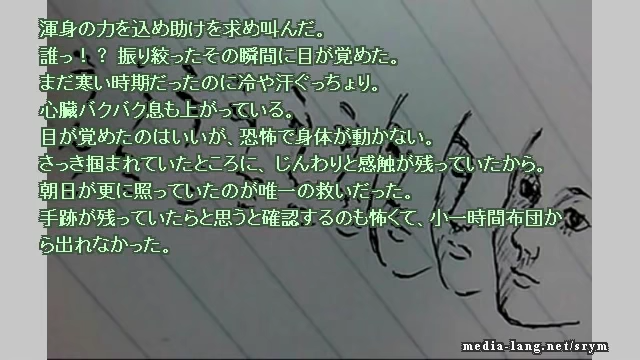 渾身の力を込め助けを求め叫んだ。
誰っ！？ 振り絞ったその瞬間に目が覚めた。
まだ寒い時期だったのに冷や汗ぐっちょり。
心臓バクバク息も上がっている。
目が覚めたのはいいが、恐怖で身体が動かない。
さっき掴まれていたところに、じんわりと感触が残っていたから。
朝日が更に照っていたのが唯一の救いだった。
手跡が残っていたらと思うと確認するのも怖くて、小一時間布団か
ら出れなかった。
media-lang.net/srym